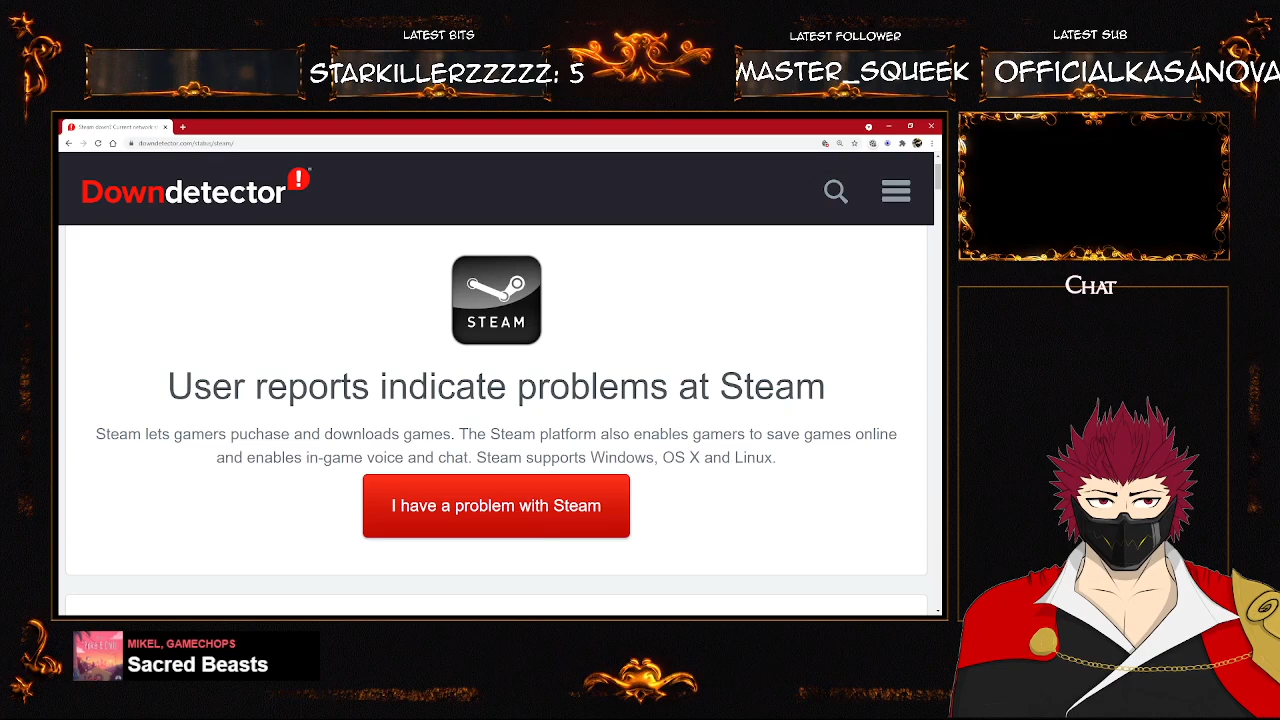 LATEST BITS
LATEST FOLLOWER
LATEST SUB
STARKILLERZZZZZ: 5
MASTER_SQUEEK
OFFICIALKASANOVA
Steam down? Current network s
downdetector.com/status/steam/
Downdetector!
STEAM
User reports indicate problems at Steam
Steam lets gamers puchase and downloads games. The Steam platform also enables gamers to save games online
and enables in-game voice and chat. Steam supports Windows, OS X and Linux.
I have a problem with Steam
CHAT
MIKEL, GAMECHOPS
Sacred Beasts